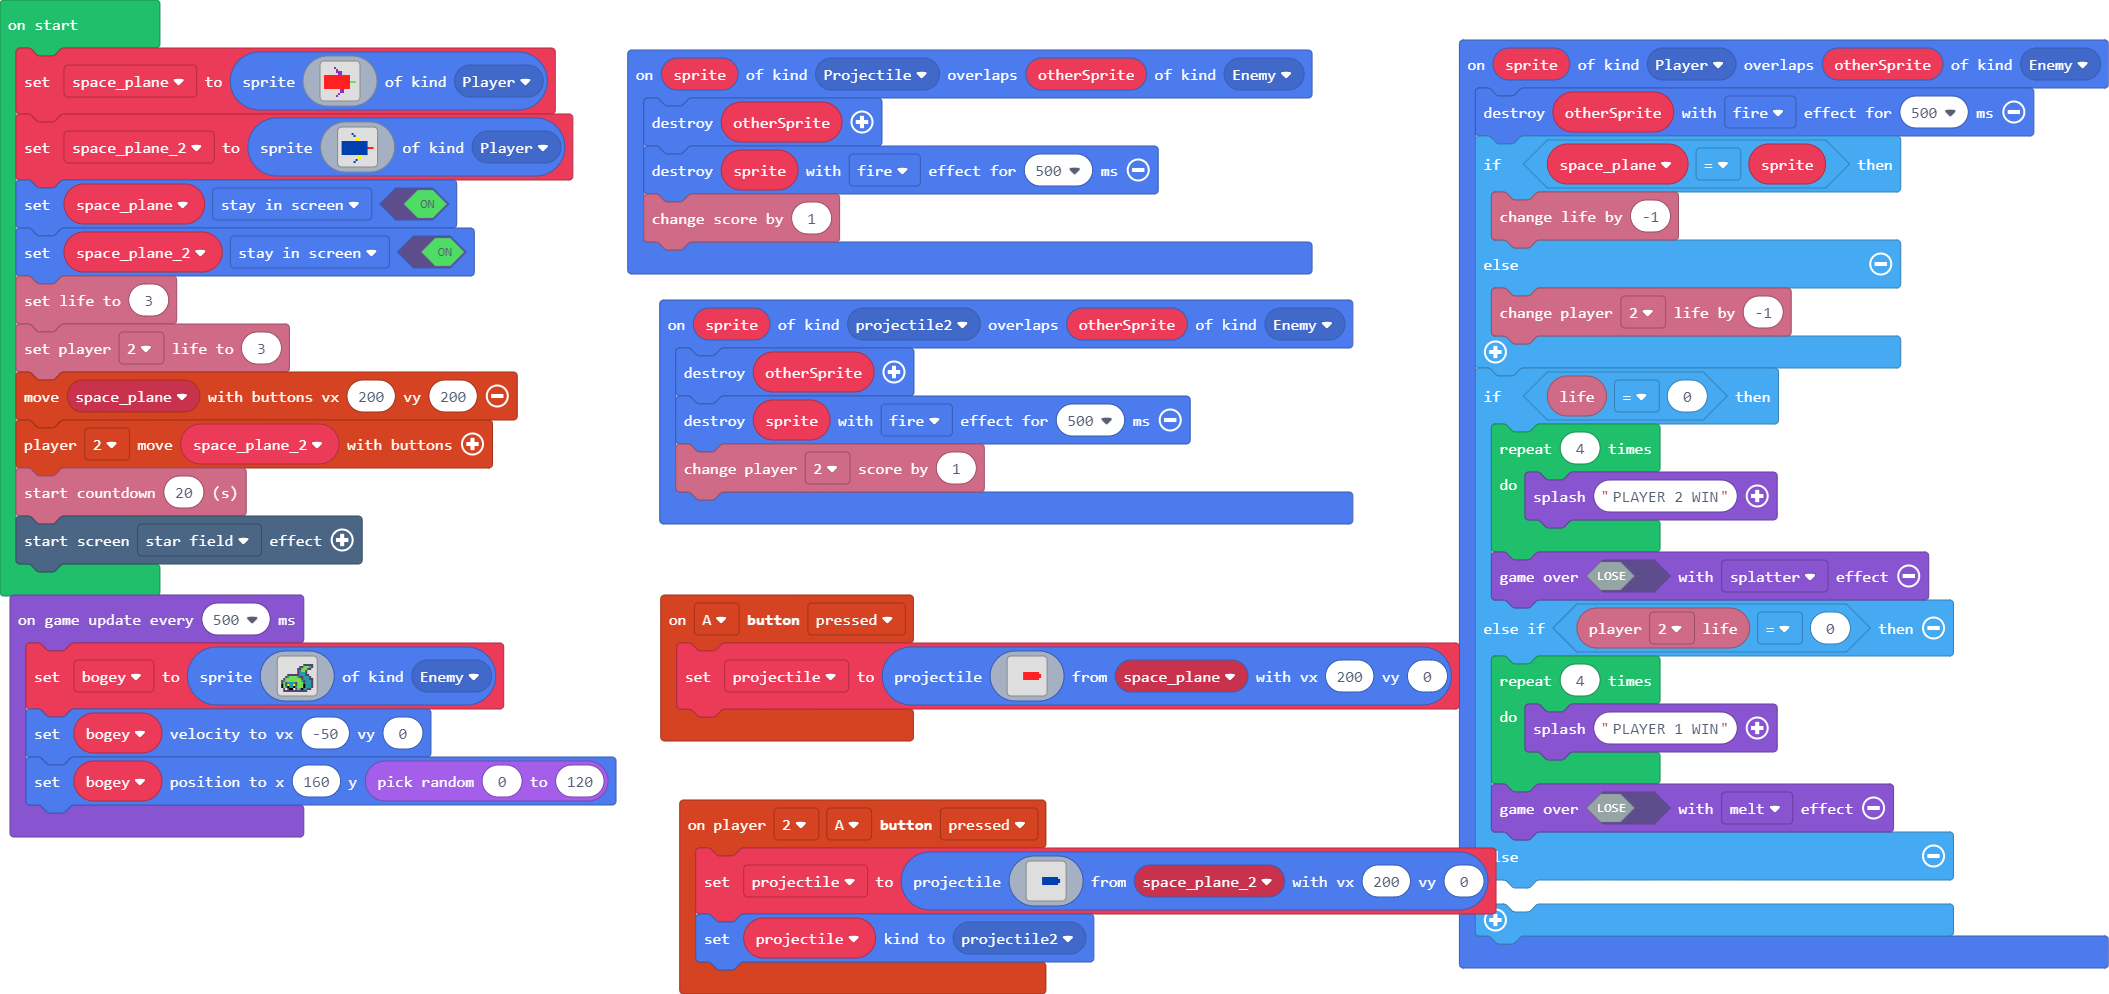 on start
set space_plane to sprite of kind Player
set space_plane_2 to sprite of kind Player
set space_plane stay in screen ON
set space_plane_2 stay in screen ON
set life to 3
set player 2 life to 3
move space_plane with buttons vx 200 vy 200
player 2 move space_plane_2 with buttons
start countdown 20 (s)
start screen star field effect
on game update every 500 ms
set bogey to sprite of kind Enemy
set bogey velocity to vx -50 vy 0
set bogey position to x 160 y pick random 0 to 120
on sprite of kind Projectile overlaps otherSprite of kind Enemy
destroy otherSprite
destroy sprite with fire effect for 500 ms
change score by 1
on sprite of kind projectile2 overlaps otherSprite of kind Enemy
destroy otherSprite
destroy sprite with fire effect for 500 ms
change player 2 score by 1
on A button pressed
set projectile to projectile from space_plane with vx 200 vy 0
on player 2 A button pressed
set projectile to projectile from space_plane_2 with vx 200 vy 0
set projectile kind to projectile2
on sprite of kind Player overlaps otherSprite of kind Enemy
destroy otherSprite with fire effect for 500 ms
if space_plane = sprite then
change life by -1
else
change player 2 life by -1
if life = 0 then
repeat 4 times
do splash "PLAYER 2 WIN"
game over LOSE with splatter effect
else if player 2 life = 0 then
repeat 4 times
do splash "PLAYER 1 WIN"
game over LOSE with melt effect
lse